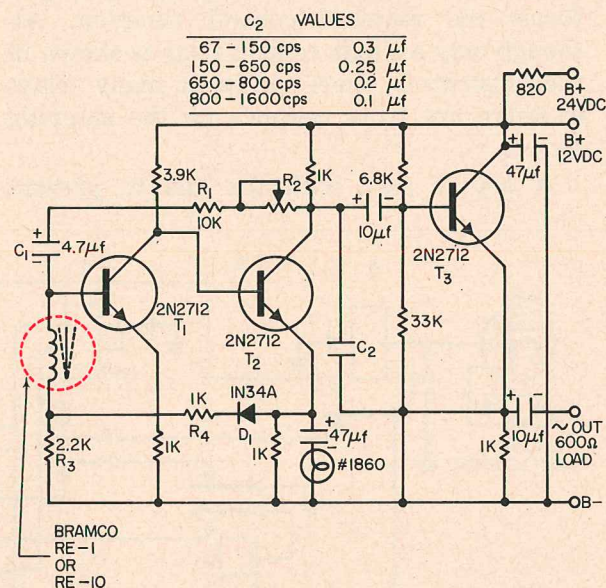 C2 VALUES
67-150 cps 0.3 µf
150-650 cps 0.25 µf
650-800 cps 0.2 µf
800-1600 cps 0.1 µf
820
B+
24VDC
B+
12VDC
3.9K
R1
10K
R2
1K
6.8K
+ 47µf -
+ 10µf -
2N2712
T3
C1
+
-
4.7µf
2N2712
T1
2N2712
T2
C2
33K
1K
R4
1N34A
D1
2.2K
R3
1K
1K
+
47µf
-
#1860
+ 10µf -
1K
~OUT
600Ω
LOAD
B-
BRAMCO
RE-1
OR
RE-10